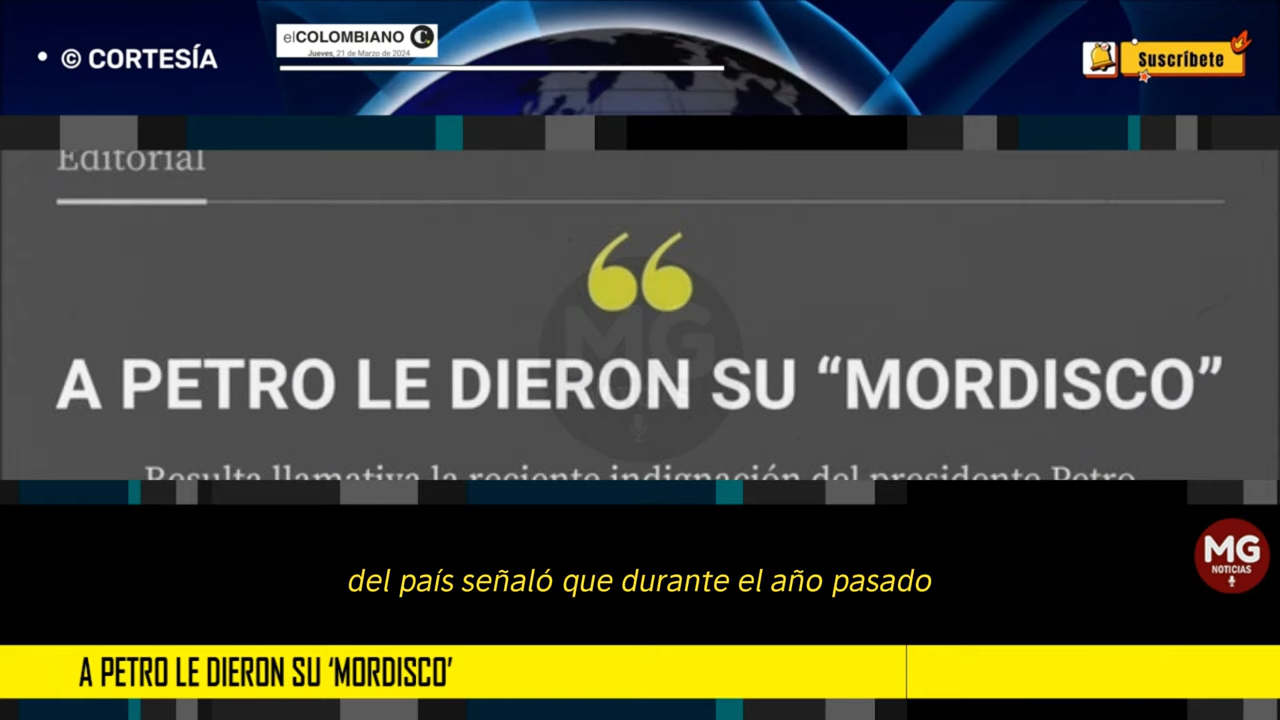 • © CORTESÍA
elCOLOMBIANO C
Jueves, 21 de Marzo de 2024
Suscríbete
Editorial
“
MG
A PETRO LE DIERON SU “MORDISCO”
Resulta llamativa la reciente indignación del presidente Petro
del país señaló que durante el año pasado
MG
NOTICIAS
A PETRO LE DIERON SU ‘MORDISCO’